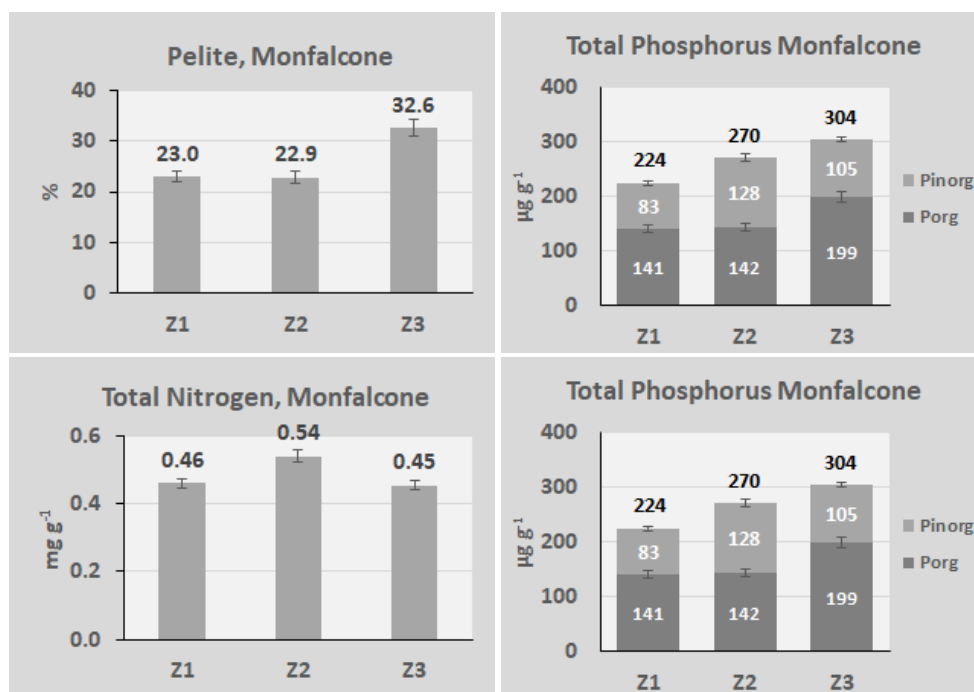 Pelite, Monfalcone
40
30
20
10
0
%
23.0
22.9
32.6
Z1 Z2 Z3
Total Phosphorus Monfalcone
400
300
200
100
0
µg g⁻¹
224
270
304
83
128
105
141
142
199
Z1 Z2 Z3
Pinorg
Porg
Total Nitrogen, Monfalcone
0.6
0.4
0.2
0.0
mg g⁻¹
0.46
0.54
0.45
Z1 Z2 Z3
Total Phosphorus Monfalcone
400
300
200
100
0
µg g⁻¹
224
270
304
83
128
105
141
142
199
Z1 Z2 Z3
Pinorg
Porg